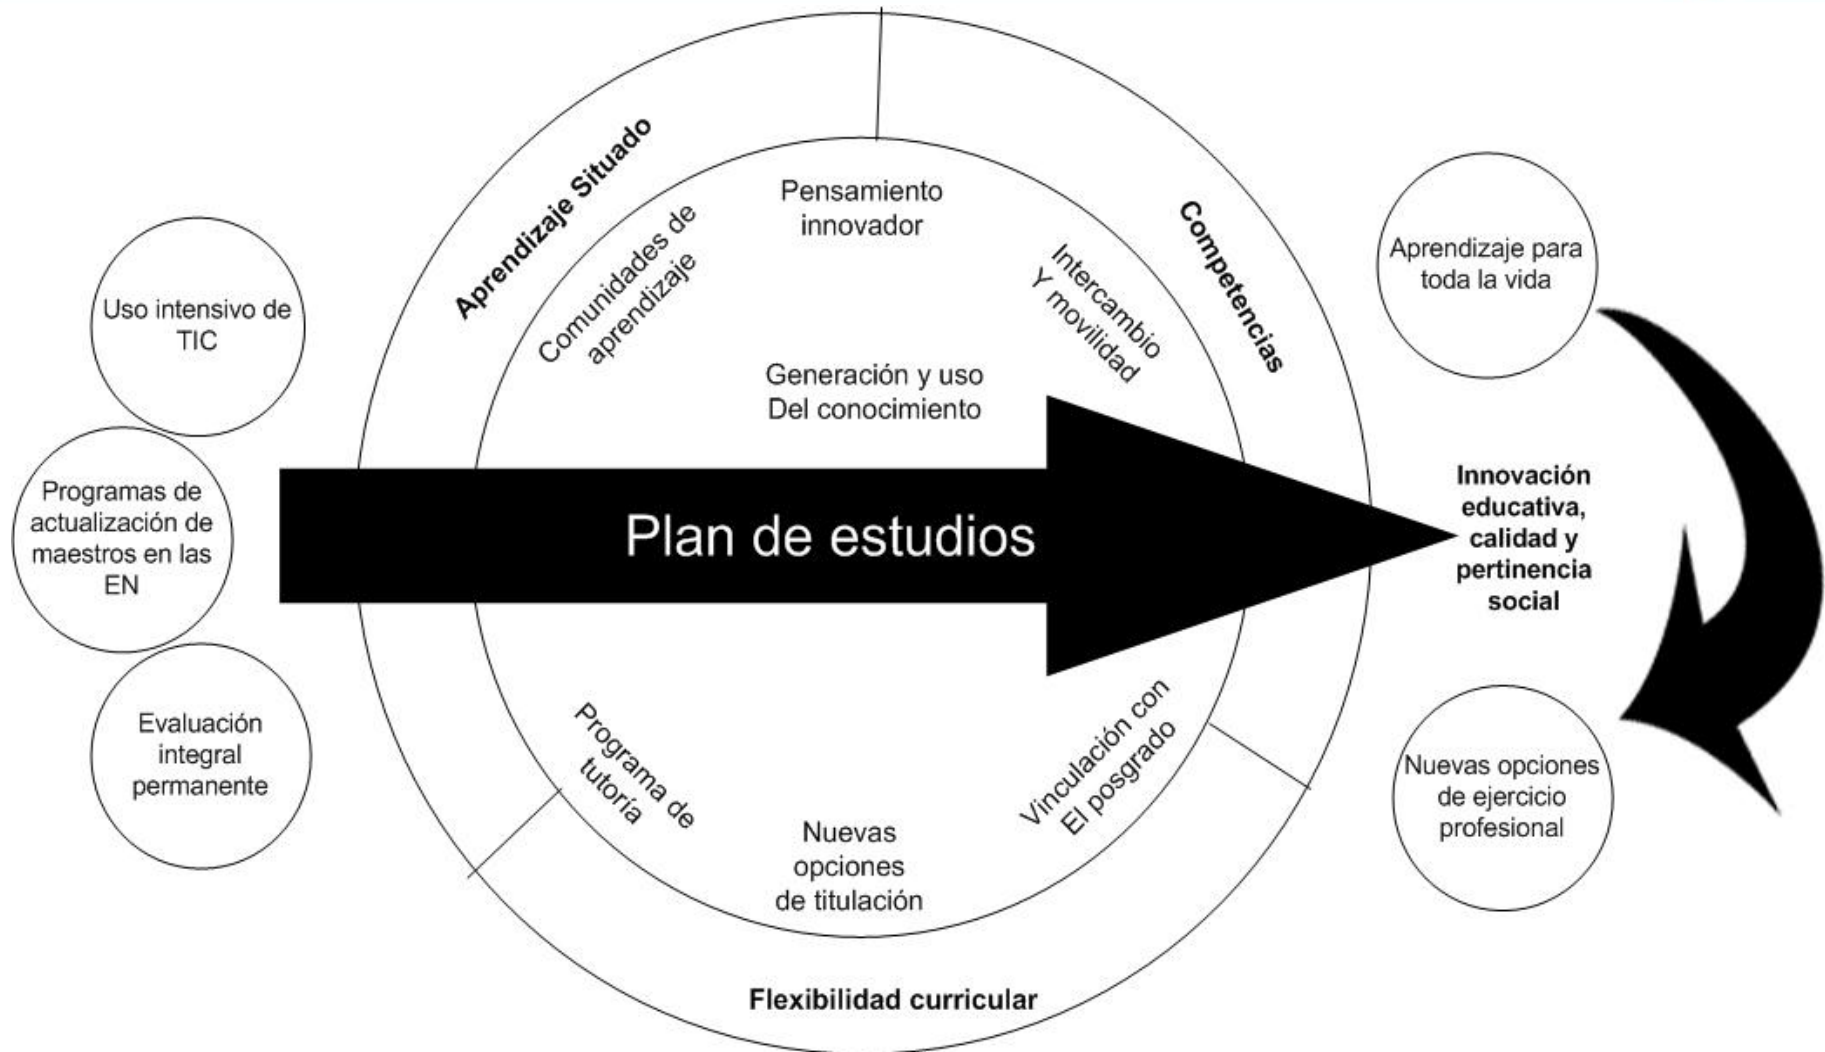 Uso intensivo de
TIC
Programas de
actualización de
maestros en las
EN
Evaluación
integral
permanente
Aprendizaje Situado
Competencias
Flexibilidad curricular
Comunidades de
aprendizaje
Pensamiento
innovador
Intercambio
Y movilidad
Generación y uso
Del conocimiento
Plan de estudios
Programa de
tutoría
Nuevas
opciones
de titulación
Vinculación con
El posgrado
Aprendizaje para
toda la vida
Innovación
educativa,
calidad y
pertinencia
social
Nuevas opciones
de ejercicio
profesional